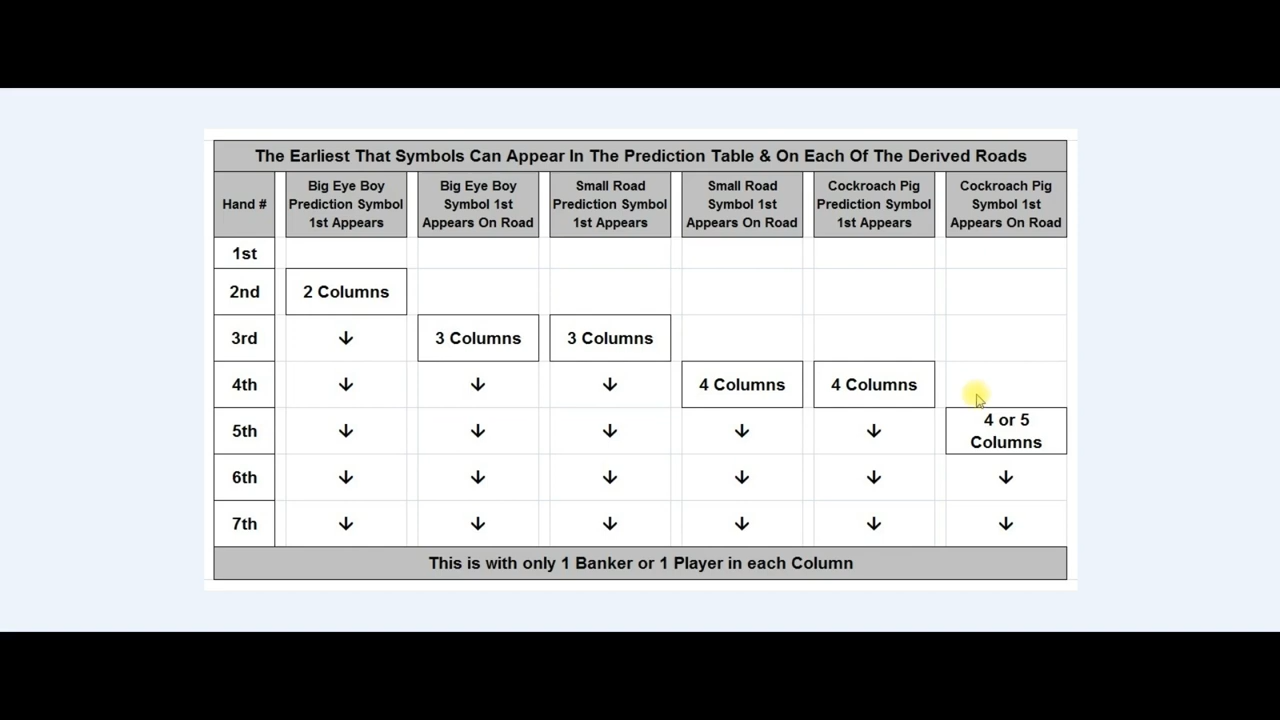 The Earliest That Symbols Can Appear In The Prediction Table & On Each Of The Derived Roads
Hand #
Big Eye Boy
Prediction Symbol
1st Appears
Big Eye Boy
Symbol 1st
Appears On Road
Small Road
Prediction Symbol
1st Appears
Small Road
Symbol 1st
Appears On Road
Cockroach Pig
Prediction Symbol
1st Appears
Cockroach Pig
Symbol 1st
Appears On Road
1st
2nd
2 Columns
3rd
↓
3 Columns
3 Columns
4th
↓
↓
↓
4 Columns
4 Columns
5th
↓
↓
↓
↓
↓
4 or 5
Columns
6th
↓
↓
↓
↓
↓
↓
7th
↓
↓
↓
↓
↓
↓
This is with only 1 Banker or 1 Player in each Column